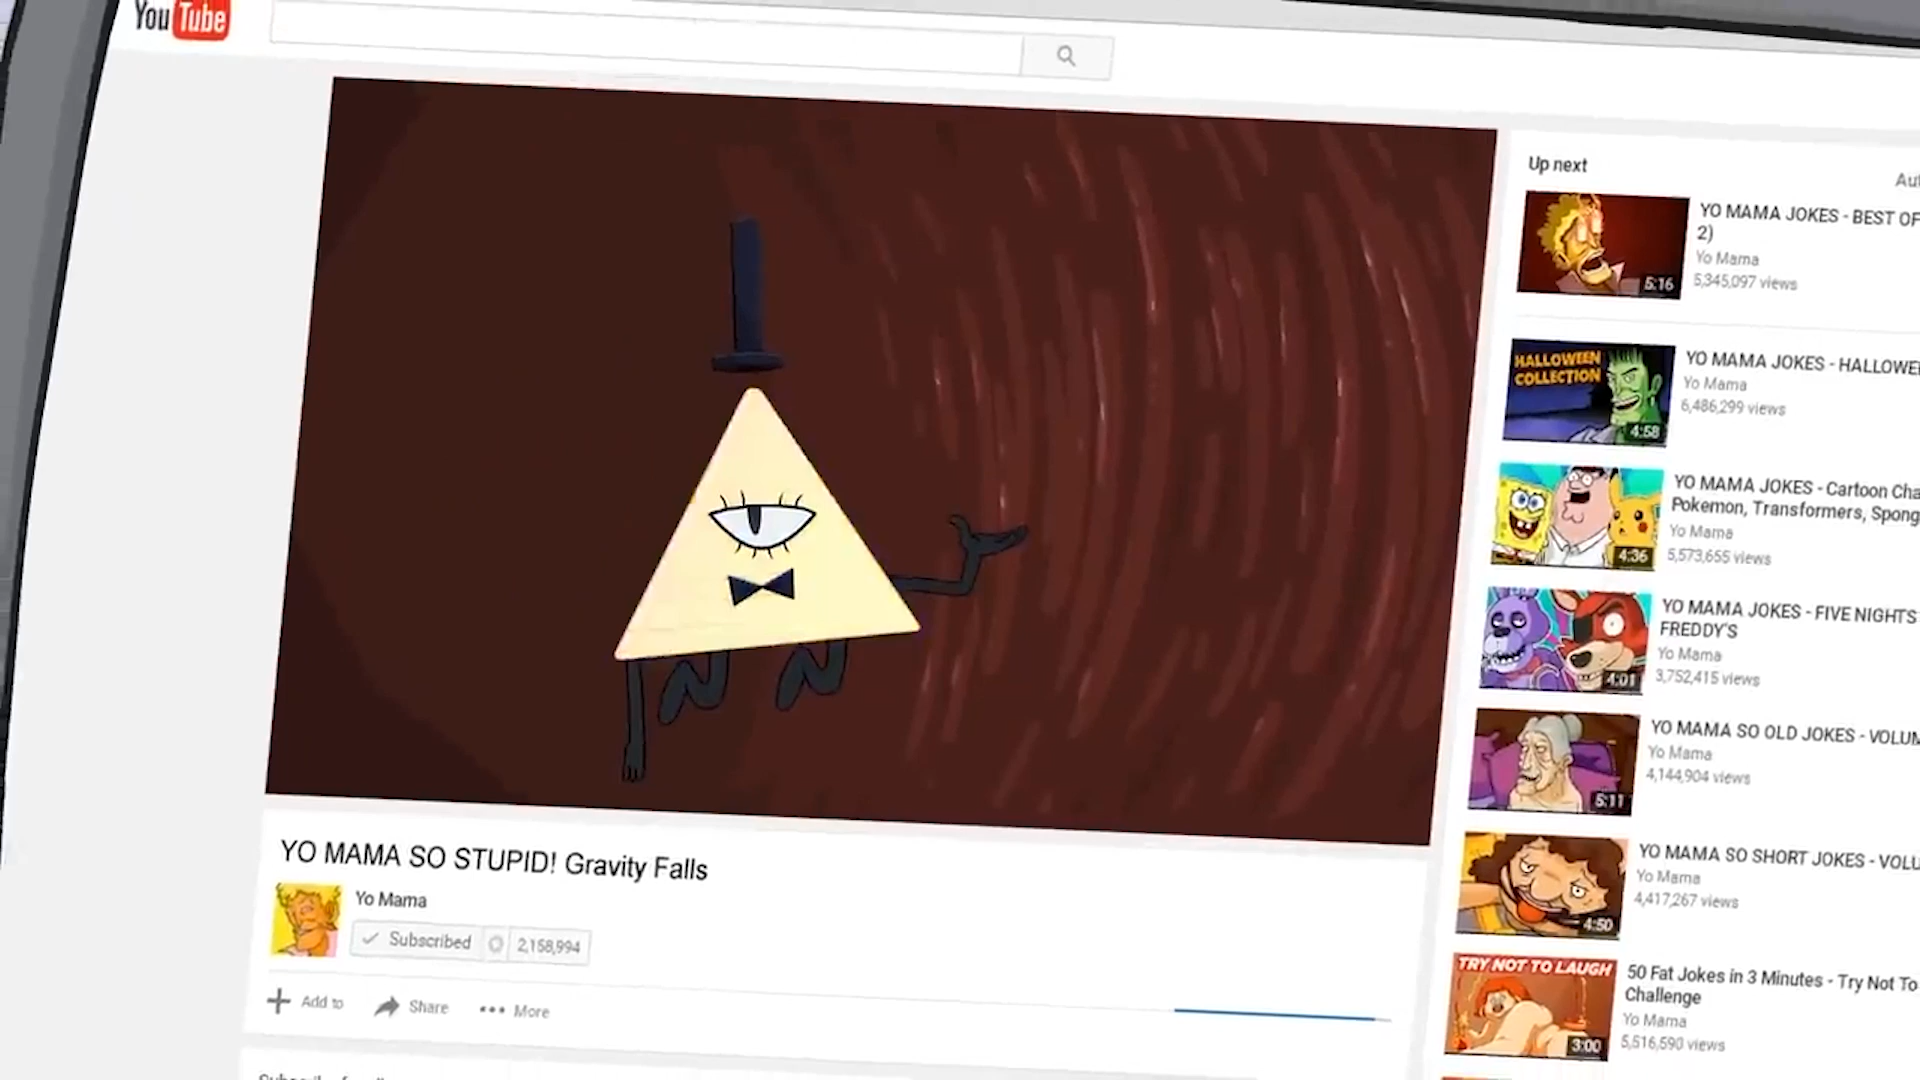 YouTube
Up next
YO MAMA JOKES - BEST OF
2)
Yo Mama
5,345,097 views
5:16
HALLOWEEN
COLLECTION
4:58
YO MAMA JOKES -
Yo Mama
6,486,299 views
YO MAMA JOKES - Cartoon
Pokemon, Transformers,
Yo Mama
5,573,655 views
4:36
YO MAMA JOKES - FIVE NIGHTS
FREDDY'S
Yo Mama
3,752,415 views
4:01
YO MAMA SO OLD JOKES -
Yo Mama
4,144,904 views
5:11
YO MAMA SO SHORT JOKES -
Yo Mama
4,417,267 views
4:50
TRY NOT TO LAUGH
3:00
50 Fat Jokes in 3 Minutes - Try Not To
Challenge
Yo Mama
5,516,590 views
YO MAMA SO STUPID! Gravity Falls
Yo Mama
Subscribed 2,158,994
Add to Share More